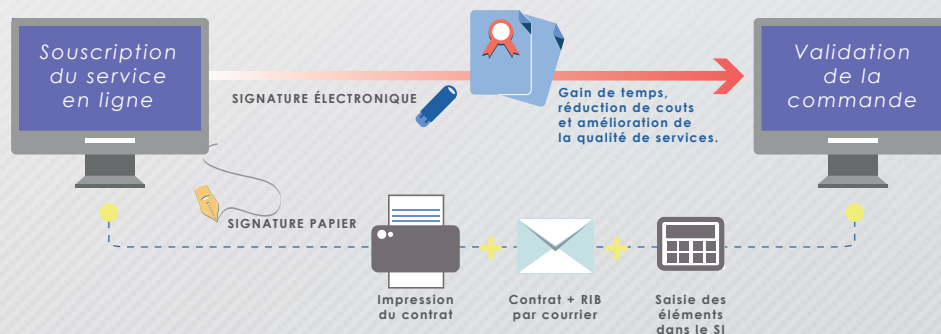 Souscription
du service
en ligne
SIGNATURE ÉLECTRONIQUE
Gain de temps,
réduction de couts
et amélioration de
la qualité de services.
Validation
de la
commande
SIGNATURE PAPIER
Impression
du contrat
Contrat + RIB
par courrier
Saisie des
éléments
dans le SI